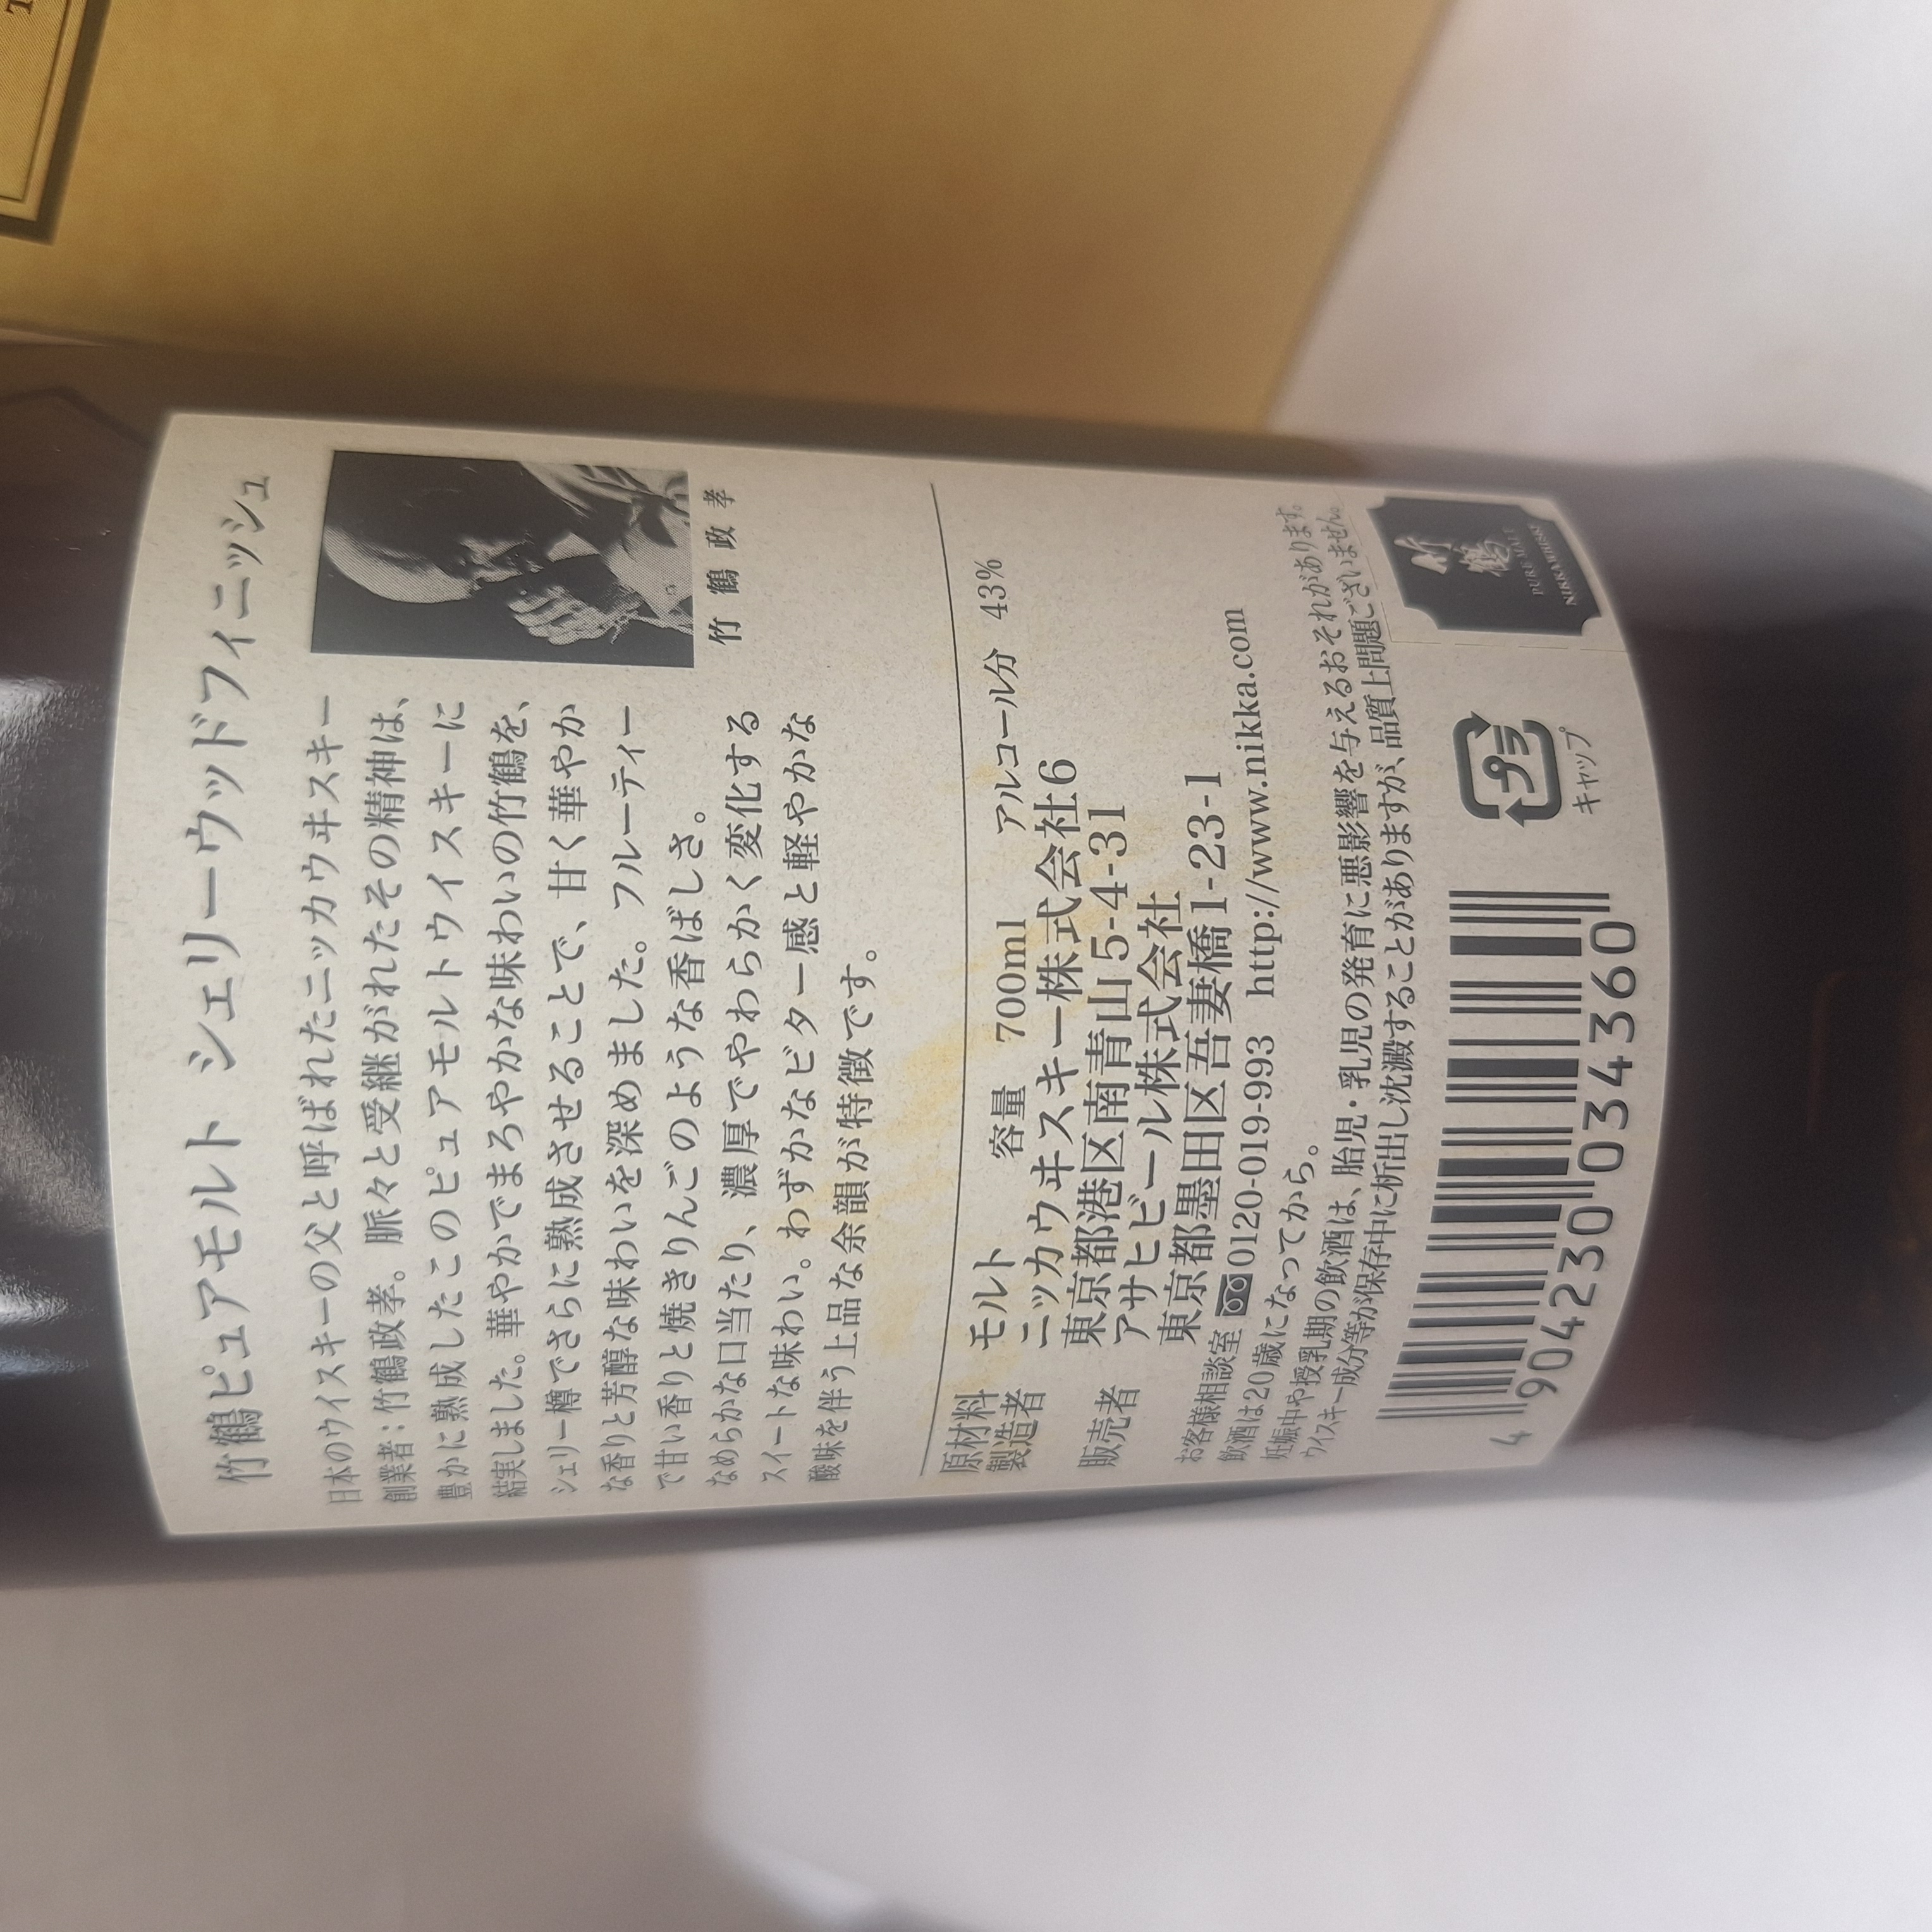 竹鶴ピュアモルト シェリーウッドフィニッシュ
日本のウイスキーの父と呼ばれたニッカウヰスキー
創業者：竹鶴政孝。脈々と受継がれたその精神は、
豊かに熟成したこのピュアモルトウイスキーに
結実しました。華やかでまろやかな味わいの竹鶴を、
シェリー樽でさらに熟成させることで、甘く華やか
な香りと芳醇な味わいを深めました。フルーティー
で甘い香りと焼きりんごのような香ばしさ。
なめらかな口当たり、濃厚でやわらかく変化する
スイートな味わい。わずかなビター感と軽やかな
酸味を伴う上品な余韻が特徴です。
竹鶴政孝
原材料 モルト 容量 700ml アルコール分 43%
製造者 ニッカウヰスキー株式会社6
東京都港区南青山5-4-31
販売者 アサヒビール株式会社
東京都墨田区吾妻橋1-23-1
お客様相談室 0120-019-993 http://www.nikka.com
飲酒は20歳になってから。
妊娠中や授乳期の飲酒は、胎児・乳児の発育に悪影響を与えるおそれがあります。
ウイスキー成分等が保存中に析出し沈澱することがありますが、品質上問題ございません。
4 904230 034360
プラ
キャップ
竹鶴
PURE MALT
NIKKA WHISKY